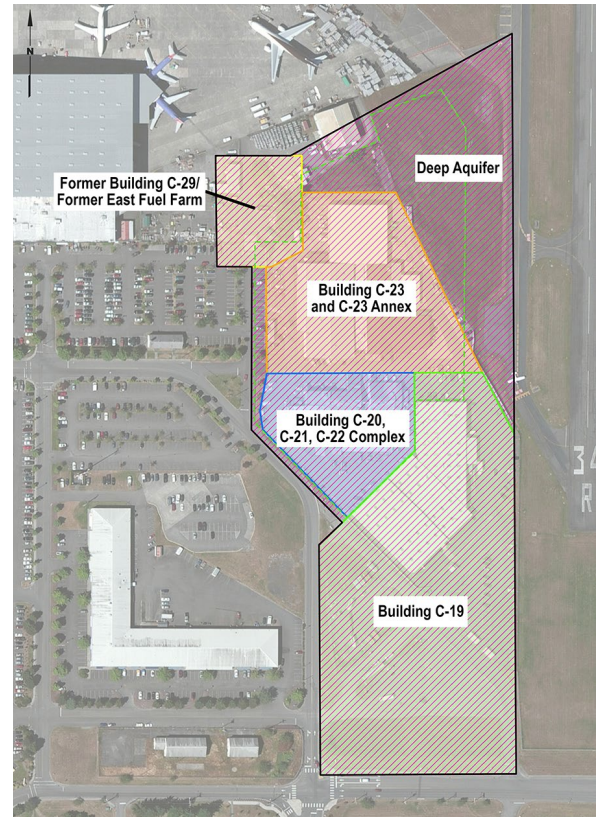 N
Former Building C-29/
Former East Fuel Farm
Deep Aquifer
Building C-23
and C-23 Annex
Building C-20,
C-21, C-22 Complex
Building C-19
R